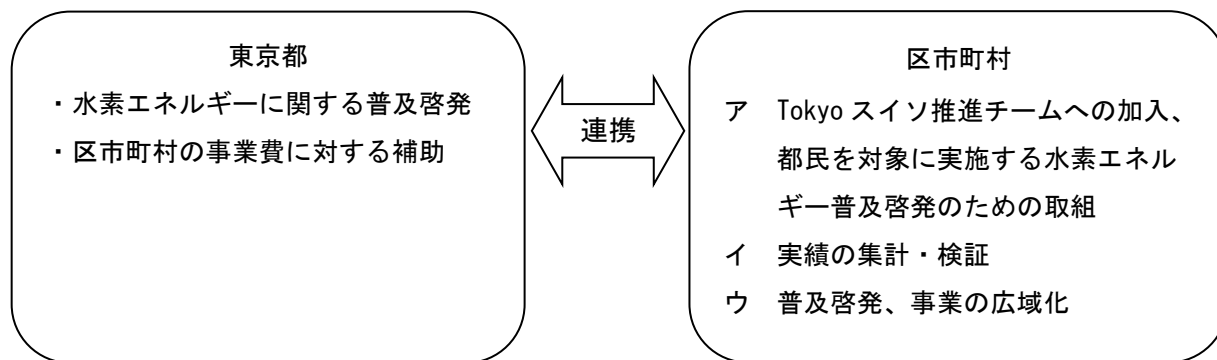 東京都
・水素エネルギーに関する普及啓発
・区市町村の事業費に対する補助
連携
区市町村
ア Tokyo スイソ推進チームへの加入、
都民を対象に実施する水素エネル
ギー普及啓発のための取組
イ 実績の集計・検証
ウ 普及啓発、事業の広域化